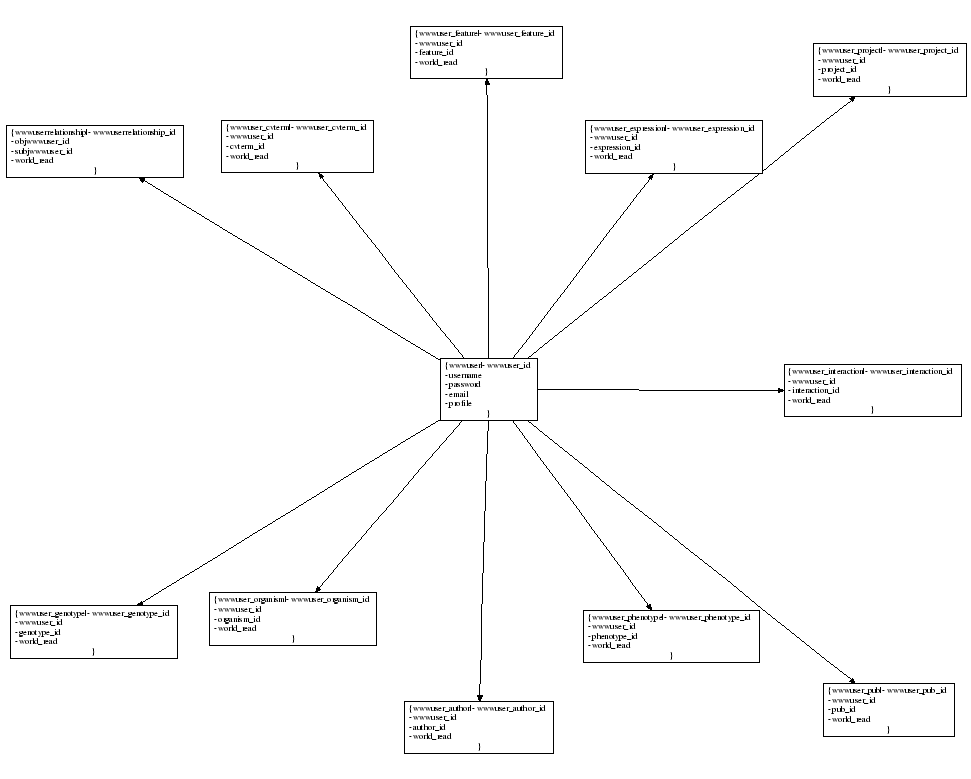 {wwwuser_feature|- wwwuser_feature_id
-wwwuser_id
-feature_id
-world_read
}
{wwwuser_project|- wwwuser_project_id
-wwwuser_id
-project_id
-world_read
}
{wwwuserrelationship|- wwwuserrelationship_id
-objwwwuser_id
-subjwwwuser_id
-world_read
}
{wwwuser_cvterm|- wwwuser_cvterm_id
-wwwuser_id
-cvterm_id
-world_read
}
{wwwuser_expression|- wwwuser_expression_id
-wwwuser_id
-expression_id
-world_read
}
{wwwuser|- wwwuser_id
-username
-password
-email
-profile
}
{wwwuser_interaction|- wwwuser_interaction_id
-wwwuser_id
-interaction_id
-world_read
}
{wwwuser_genotype|- wwwuser_genotype_id
-wwwuser_id
-genotype_id
-world_read
}
{wwwuser_organism|- wwwuser_organism_id
-wwwuser_id
-organism_id
-world_read
}
{wwwuser_phenotype|- wwwuser_phenotype_id
-wwwuser_id
-phenotype_id
-world_read
}
{wwwuser_author|- wwwuser_author_id
-wwwuser_id
-author_id
-world_read
}
{wwwuser_pub|- wwwuser_pub_id
-wwwuser_id
-pub_id
-world_read
}